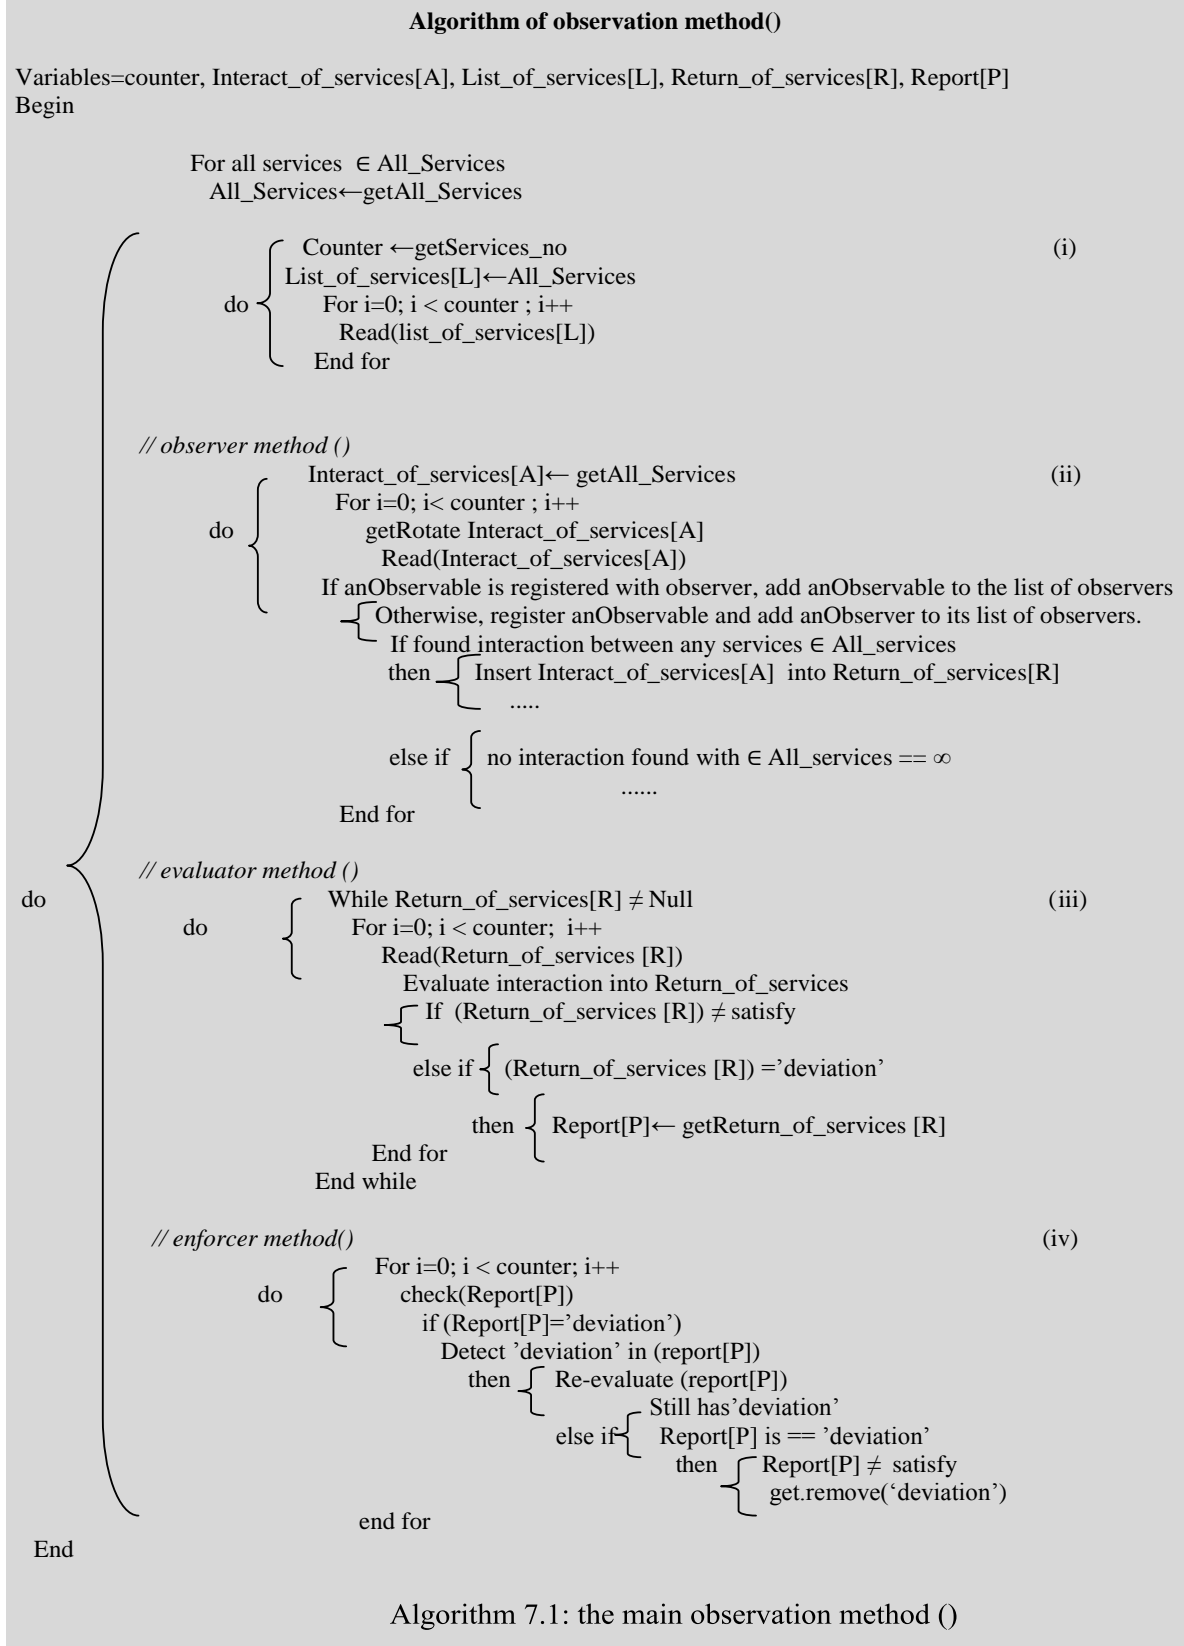 Algorithm of observation method()
Variables=counter, Interact_of_services[A], List_of_services[L], Return_of_services[R], Report[P]
Begin
For all services ∈ All_Services
All_Services←getAll_Services
Counter ←getServices_no (i)
List_of_services[L]←All_Services
do For i=0; i < counter ; i++
Read(list_of_services[L])
End for
// observer method ()
Interact_of_services[A]← getAll_Services (ii)
For i=0; i< counter ; i++
do getRotate Interact_of_services[A]
Read(Interact_of_services[A])
If anObservable is registered with observer, add anObservable to the list of observers
Otherwise, register anObservable and add anObserver to its list of observers.
If found interaction between any services ∈ All_services
then Insert Interact_of_services[A] into Return_of_services[R]
.....
else if no interaction found with ∈ All_services == ∞
......
End for
// evaluator method ()
do While Return_of_services[R] ≠ Null (iii)
do For i=0; i < counter; i++
Read(Return_of_services [R])
Evaluate interaction into Return_of_services
If (Return_of_services [R]) ≠ satisfy
else if (Return_of_services [R]) =’deviation’
then Report[P]← getReturn_of_services [R]
End for
End while
// enforcer method() (iv)
For i=0; i < counter; i++
do check(Report[P])
if (Report[P]=’deviation’)
Detect ’deviation’ in (report[P])
then Re-evaluate (report[P])
Still has’deviation’
else if Report[P] is == ’deviation’
then Report[P] ≠ satisfy
get.remove(‘deviation’)
end for
End
Algorithm 7.1: the main observation method ()